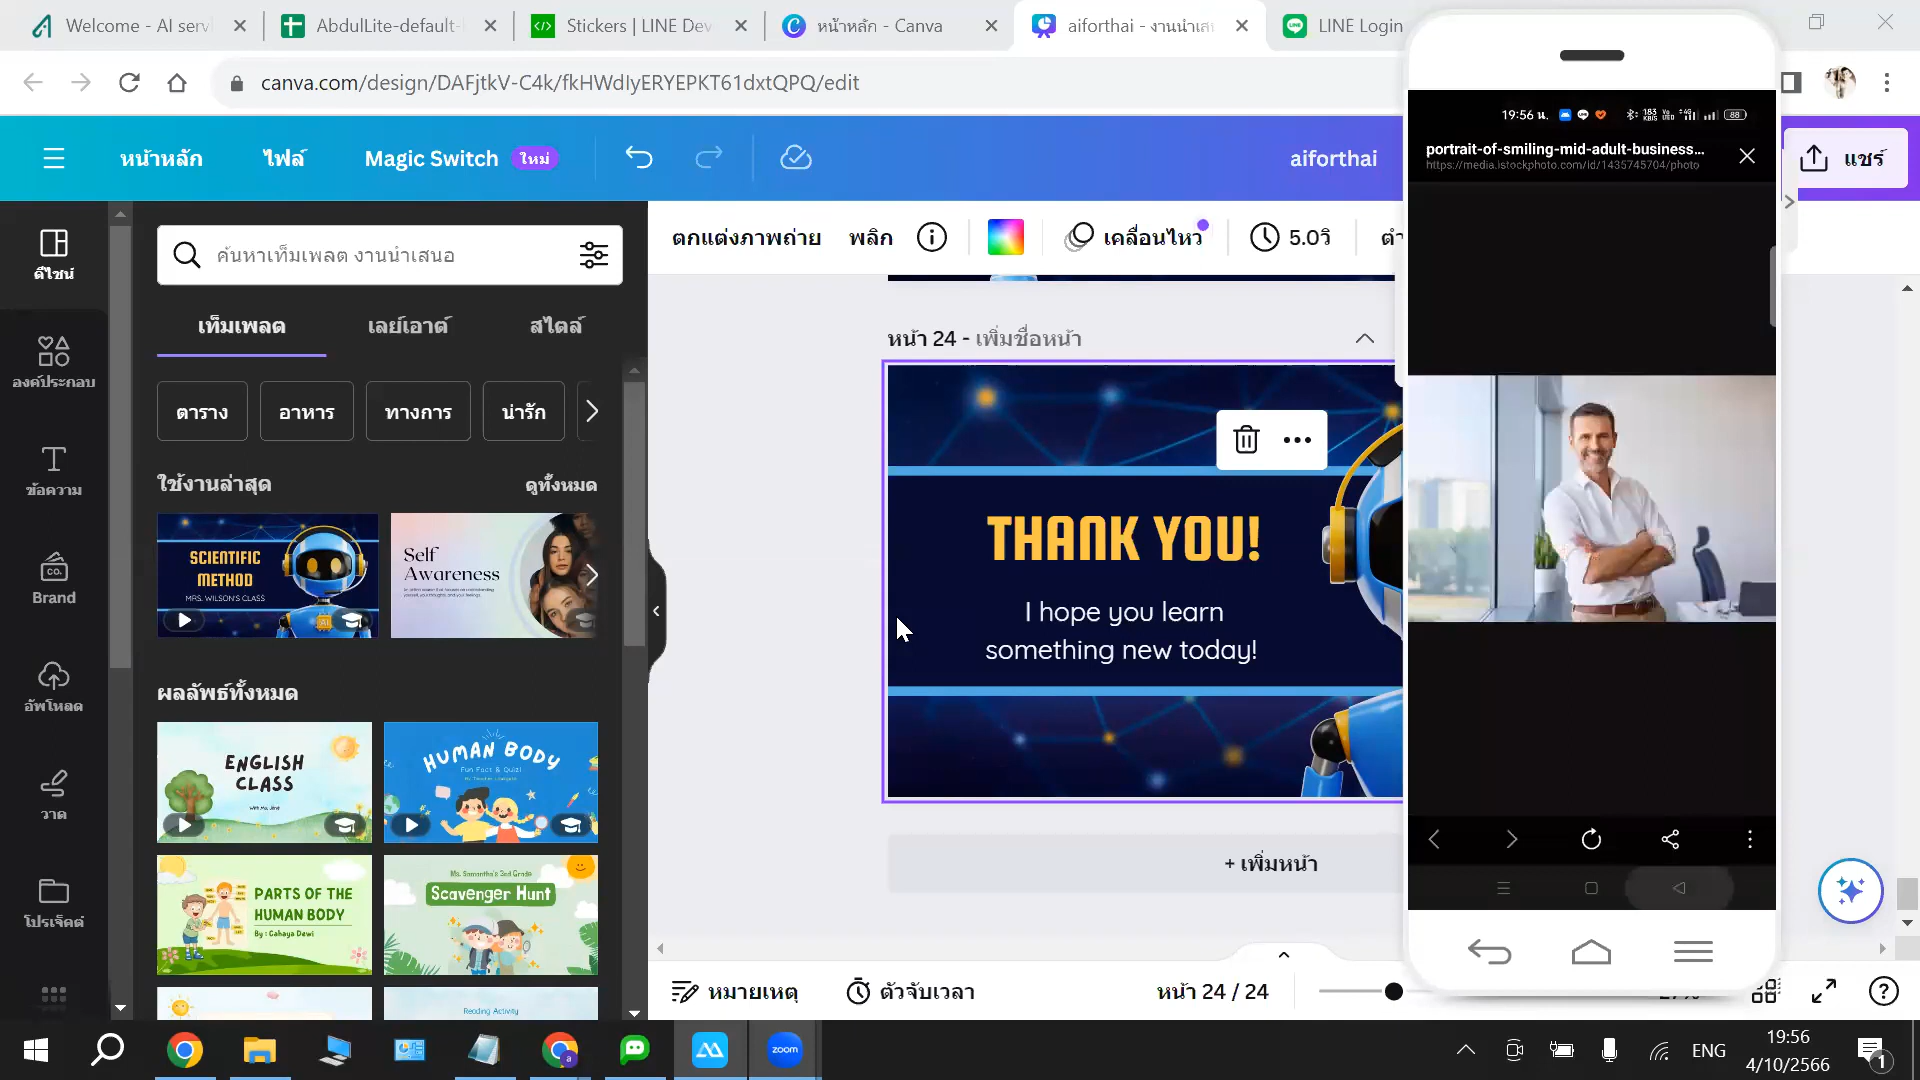 Welcome - AI serv
AbdulLite-default-
Stickers | LINE Dev
หน้าหลัก - Canva
aiforthai - งานนำเส
LINE Login
canva.com/design/DAFjtkV-C4k/fkHWdIyERYEPKT61dxtQPQ/edit
หน้าหลัก
ไฟล์
Magic Switch
ใหม่
aiforthai
แชร์
ดีไซน์
องค์ประกอบ
ข้อความ
Brand
อัพโหลด
วาด
โปรเจ็คต์
ค้นหาเท็มเพลต งานนำเสนอ
เท็มเพลต
เลย์เอาต์
สไตล์
ตาราง
อาหาร
ทางการ
น่ารัก
ใช้งานล่าสุด
ดูทั้งหมด
SCIENTIFIC
METHOD
MRS. WILSON'S CLASS
Self
Awareness
ผลลัพธ์ทั้งหมด
ENGLISH
CLASS
HUMAN BODY
Fun Fact & Quiz!
PARTS OF THE
HUMAN BODY
By : Cahaya Dewi
Ms. Samantha's 3rd Grade
Scavenger Hunt
Reading Activity
ตกแต่งภาพถ่าย
พลิก
เคลื่อนไหว
5.0วิ
ตำ
หน้า 24 - เพิ่มชื่อหน้า
THANK YOU!
I hope you learn
something new today!
+ เพิ่มหน้า
หมายเหตุ
ตัวจับเวลา
หน้า 24 / 24
19:56 น.
88
portrait-of-smiling-mid-adult-business...
https://media.istockphoto.com/id/1435745704/photo
zoom
ENG
19:56
4/10/2566
1